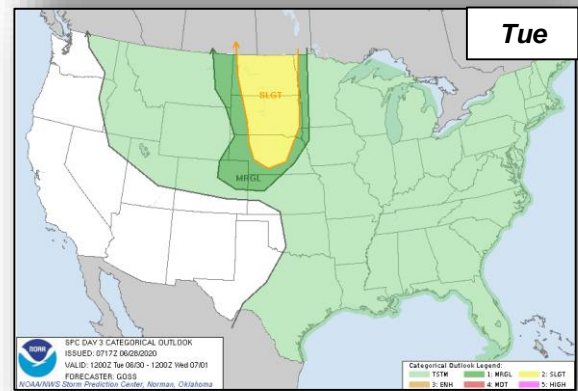 Tue
SLGT
MRGL
NOAA
SPC DAY 3 CATEGORICAL OUTLOOK
ISSUED: 0717Z 06/28/2020
VALID: 1200Z Tue 06/30 - 1200Z Wed 07/01
FORECASTER: GOSS
NOAA/NWS Storm Prediction Center, Norman, Oklahoma
Categorical Outlook Legend:
TSTM 1: MRGL 2: SLGT
3: ENH 4: MDT 5: HIGH